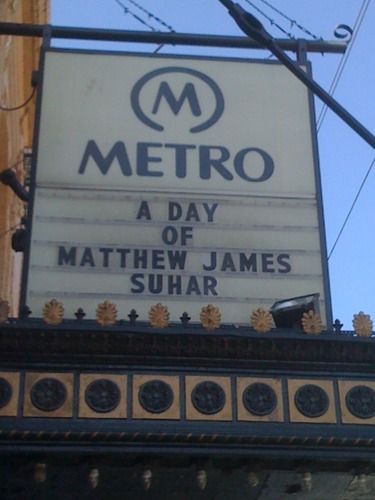 M
METRO
A DAY
OF
MATTHEW JAMES
SUHAR